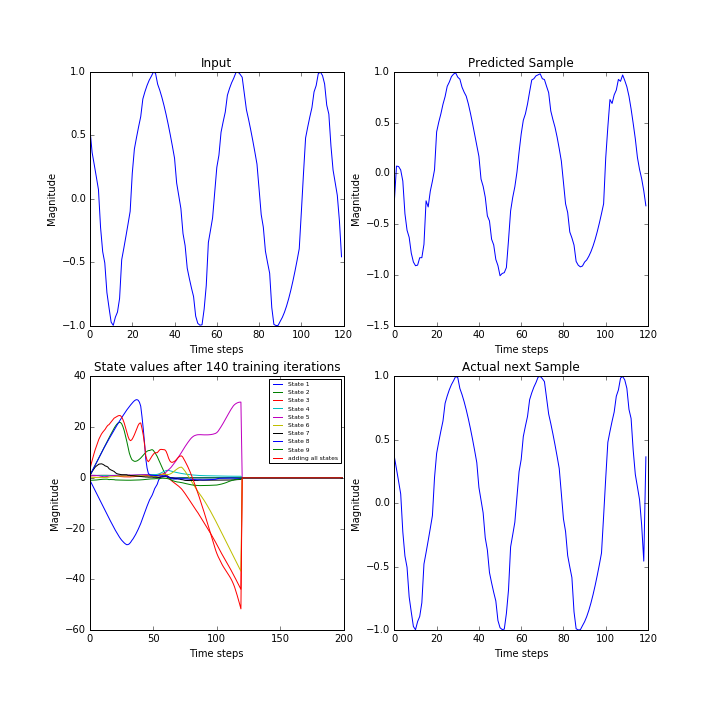 Input
Magnitude
1.0
0.5
0.0
−0.5
−1.0
0 20 40 60 80 100 120
Time steps
Predicted Sample
Magnitude
1.0
0.5
0.0
−0.5
−1.0
−1.5
0 20 40 60 80 100 120
Time steps
State values after 140 training iterations
Magnitude
40
20
0
−20
−40
−60
0 50 100 150 200
Time steps
State 1
State 2
State 3
State 4
State 5
State 6
State 7
State 8
State 9
adding all states
Actual next Sample
Magnitude
1.0
0.5
0.0
−0.5
−1.0
0 20 40 60 80 100 120
Time steps